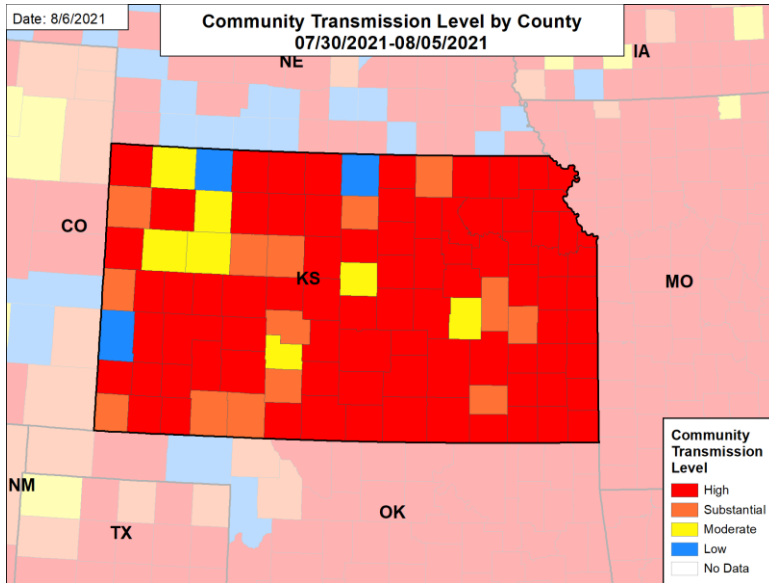 Date: 8/6/2021
Community Transmission Level by County
07/30/2021-08/05/2021
NE
IA
CO
KS
MO
NM
TX
OK
Community
Transmission
Level
High
Substantial
Moderate
Low
No Data